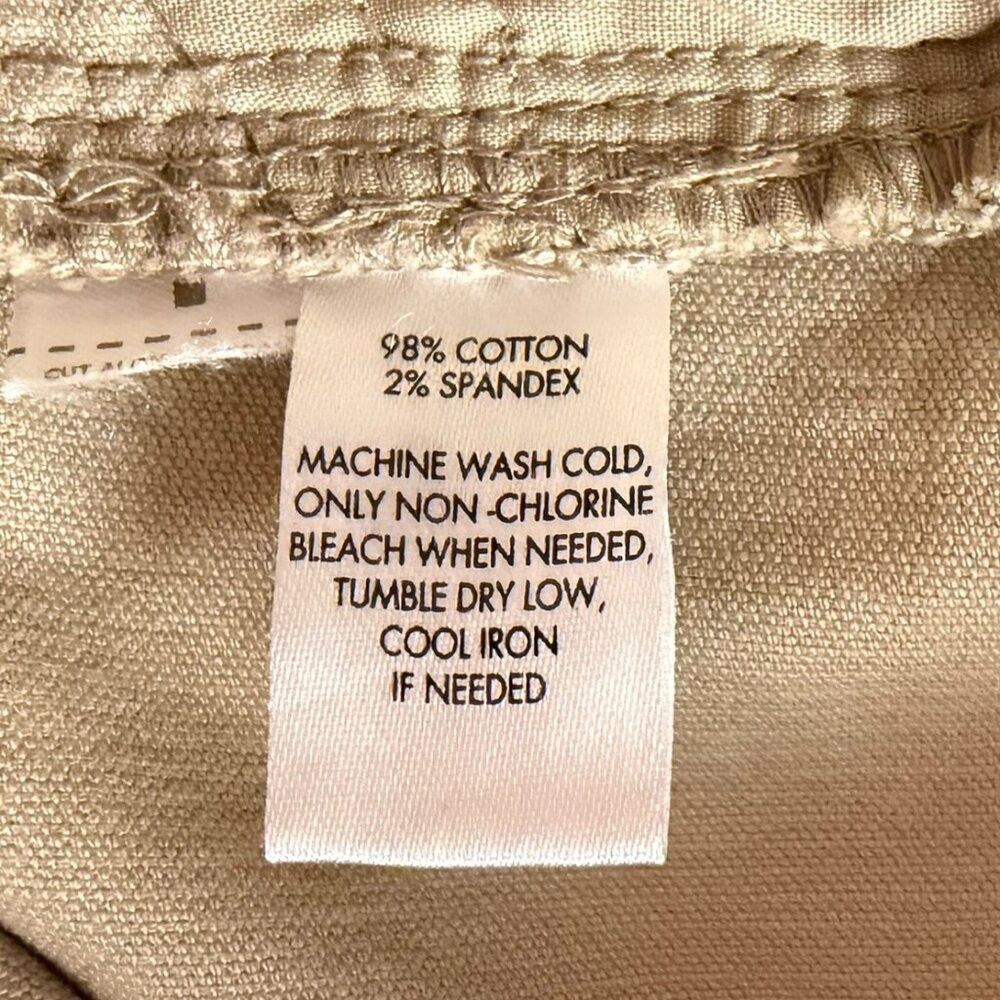 98% COTTON
2% SPANDEX
MACHINE WASH COLD,
ONLY NON-CHLORINE
BLEACH WHEN NEEDED,
TUMBLE DRY LOW,
COOL IRON
IF NEEDED
CUT